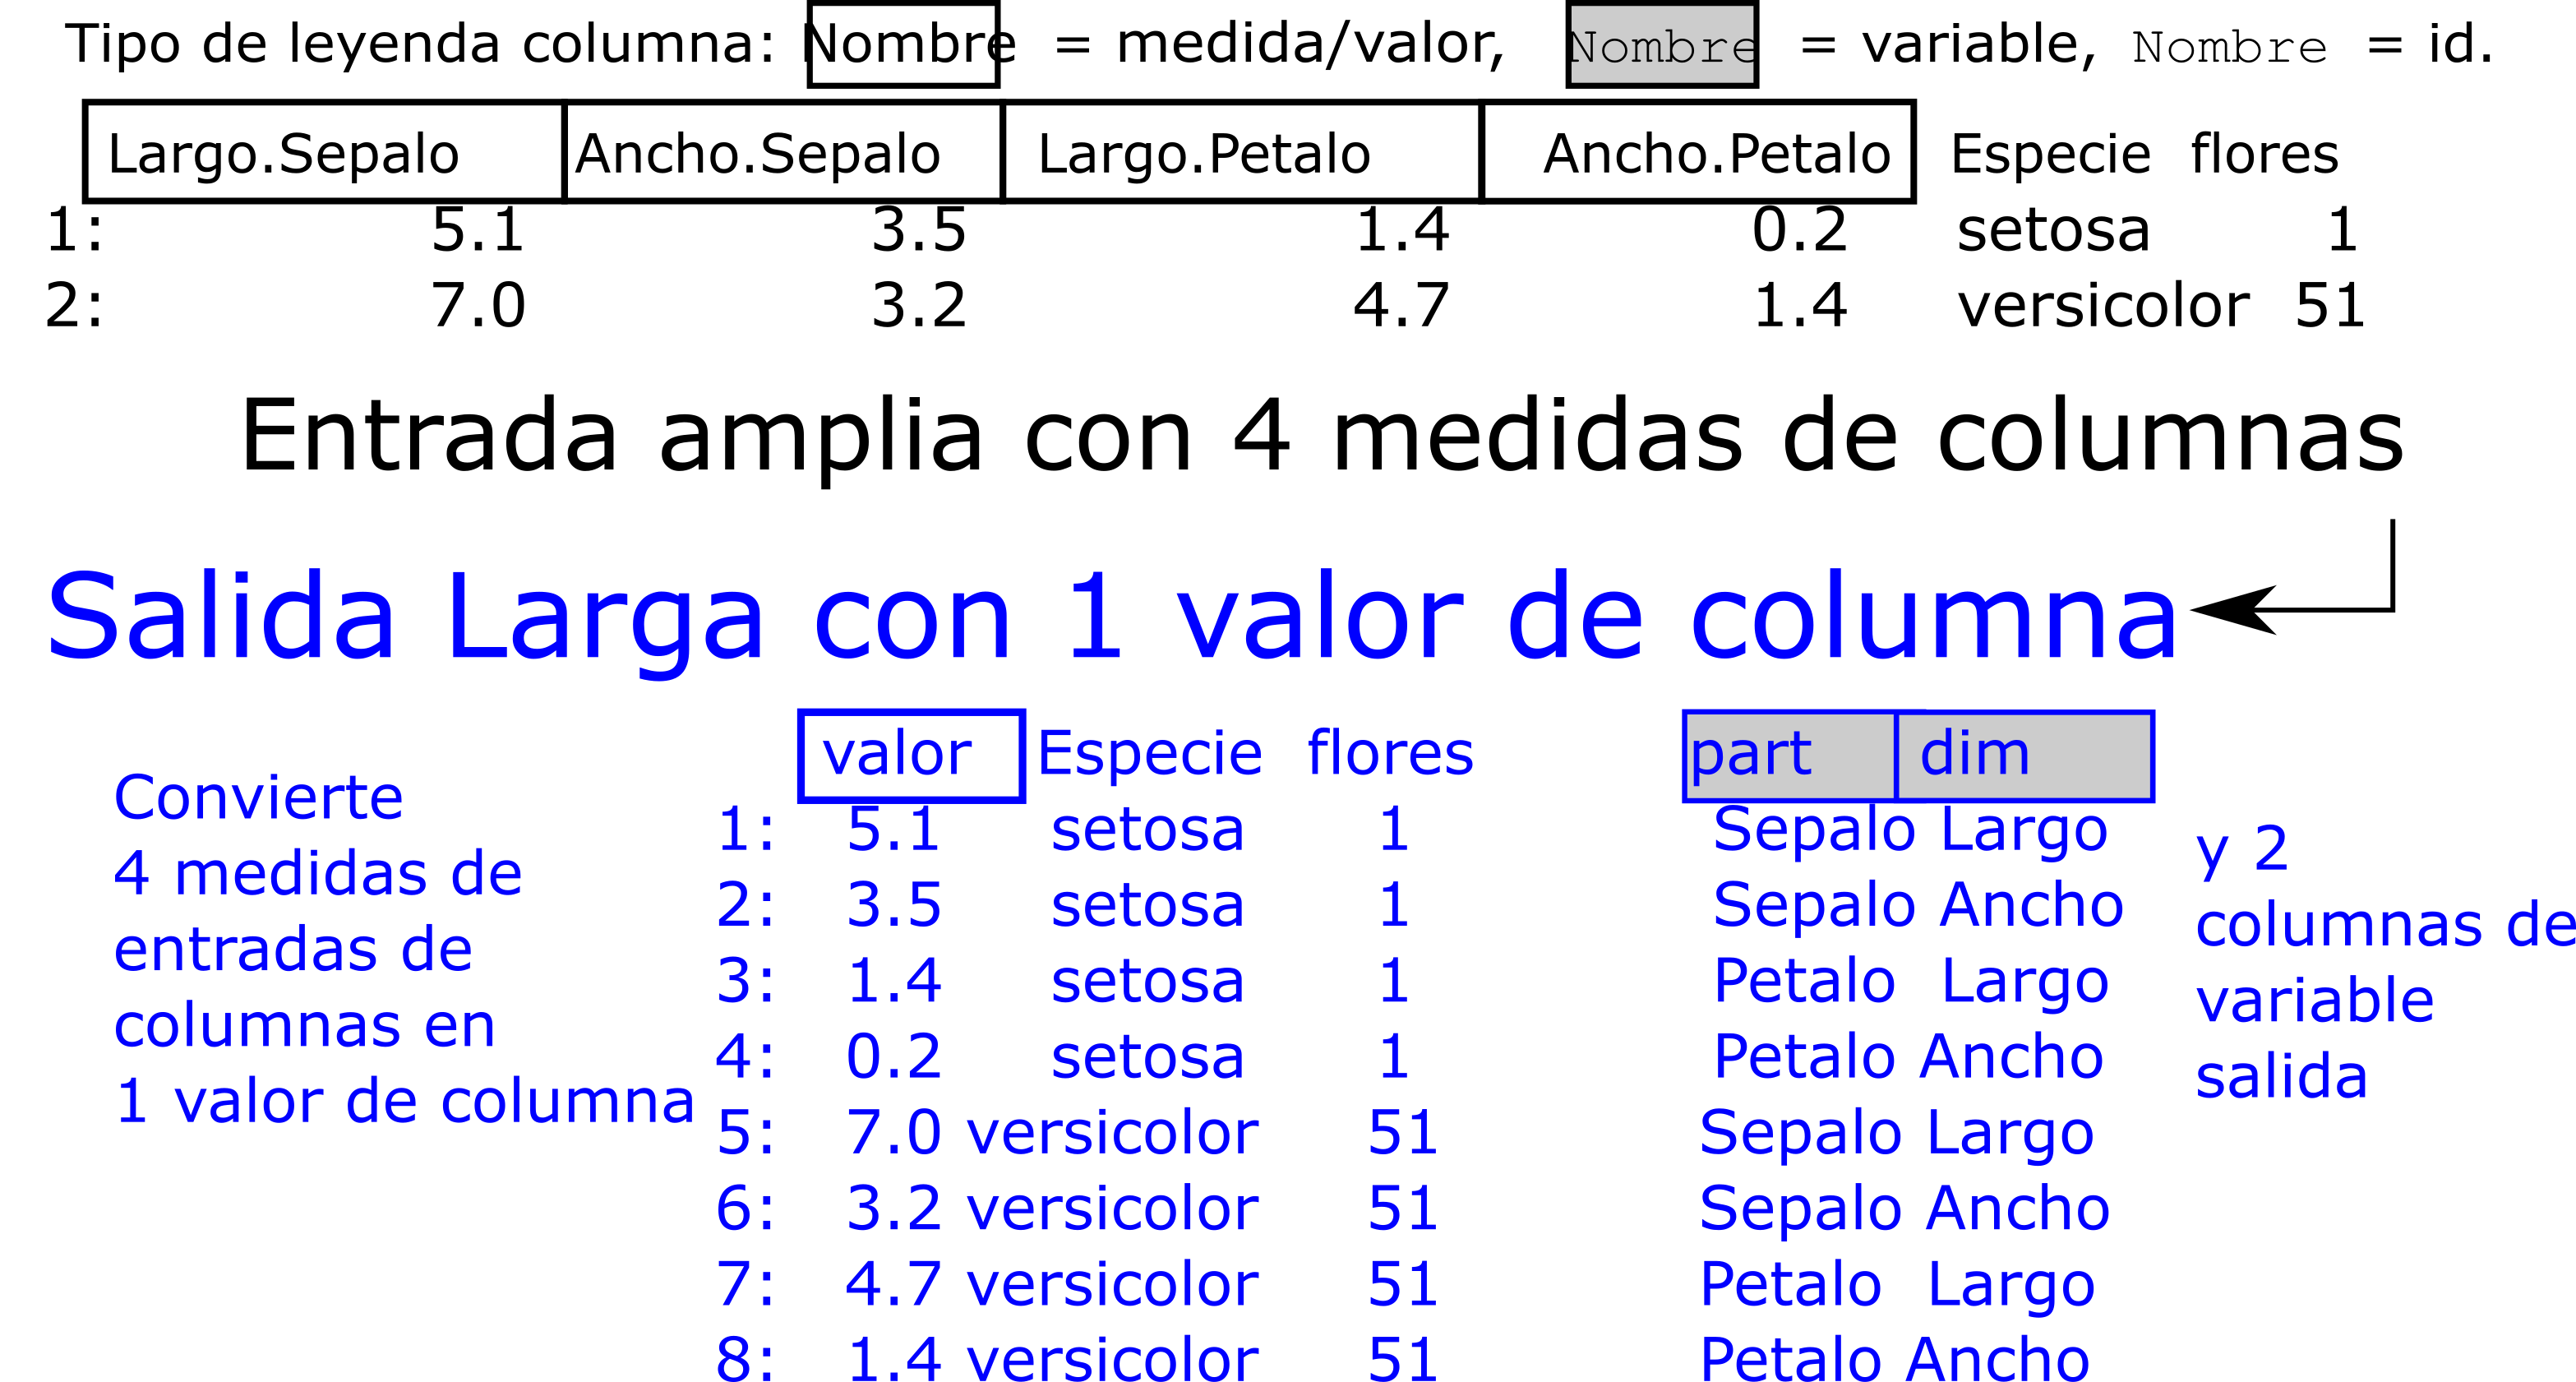 Tipo de leyenda columna: Nombre = medida/valor, Nombre = variable, Nombre = id.
Largo.Sepalo Ancho.Sepalo Largo.Petalo Ancho.Petalo Especie flores
1: 5.1 3.5 1.4 0.2 setosa 1
2: 7.0 3.2 4.7 1.4 versicolor 51
Entrada amplia con 4 medidas de columnas
Salida Larga con 1 valor de columna
Convierte
4 medidas de
entradas de
columnas en
1 valor de columna
valor Especie flores part dim
1: 5.1 setosa 1 Sepalo Largo
2: 3.5 setosa 1 Sepalo Ancho
3: 1.4 setosa 1 Petalo Largo
4: 0.2 setosa 1 Petalo Ancho
5: 7.0 versicolor 51 Sepalo Largo
6: 3.2 versicolor 51 Sepalo Ancho
7: 4.7 versicolor 51 Petalo Largo
8: 1.4 versicolor 51 Petalo Ancho
y 2
columnas de
variable
salida